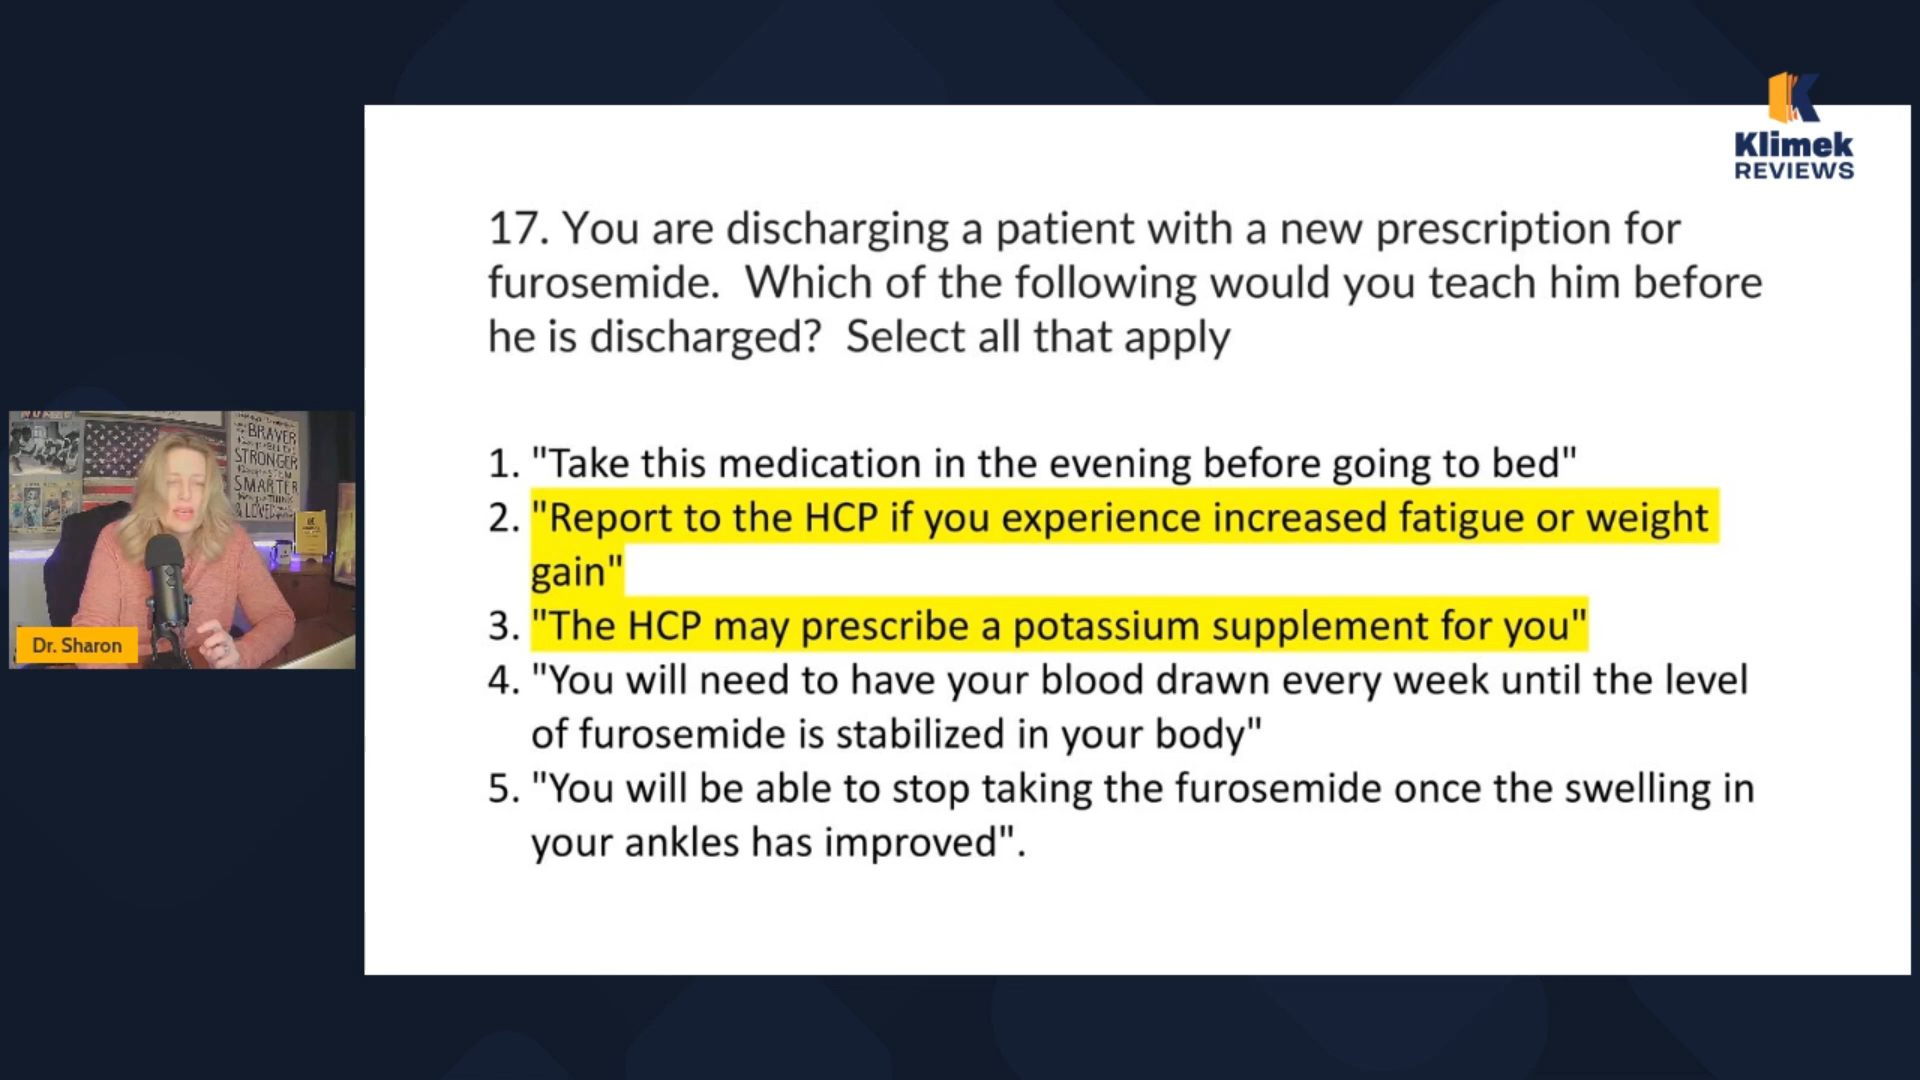 Klimek
REVIEWS
17. You are discharging a patient with a new prescription for
furosemide.  Which of the following would you teach him before
he is discharged?  Select all that apply
1. "Take this medication in the evening before going to bed"
2. "Report to the HCP if you experience increased fatigue or weight
gain"
3. "The HCP may prescribe a potassium supplement for you"
4. "You will need to have your blood drawn every week until the level
of furosemide is stabilized in your body"
5. "You will be able to stop taking the furosemide once the swelling in
your ankles has improved".
BRAVER
STRONGER
SMARTER
& LOVED
Dr. Sharon